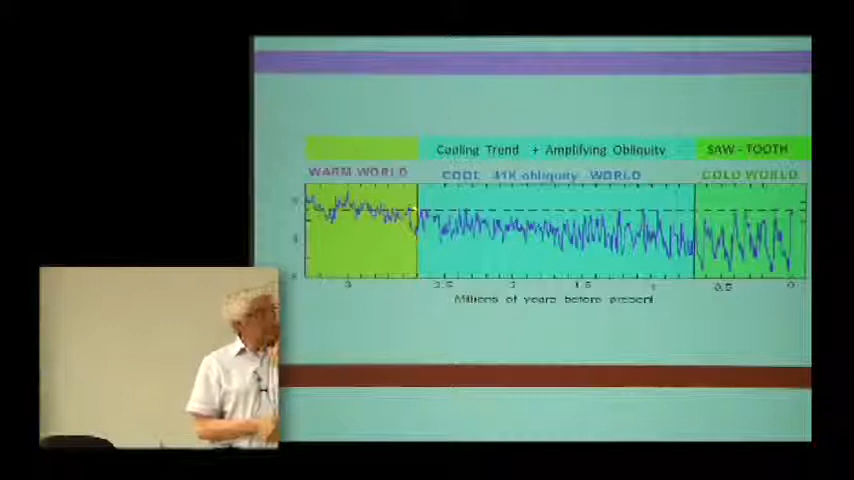 Cooling Trend + Amplifying Obliquity SAW - TOOTH
WARM WORLD COOL 41K obliquity WORLD COLD WORLD
3 2.5 2 1.5 1 0.5 0
Millions of years before present